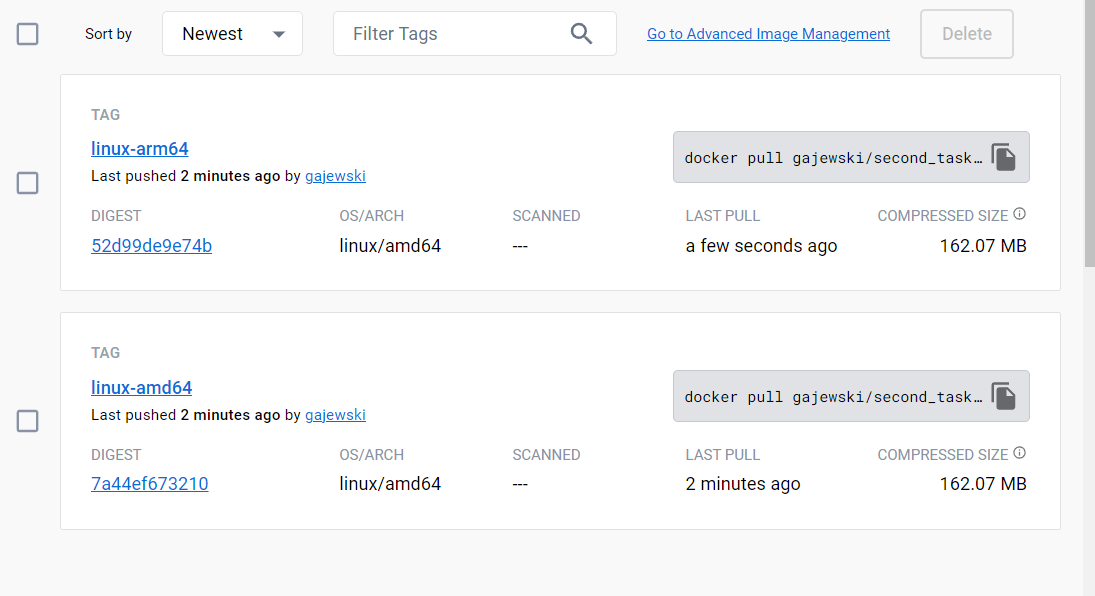 Sort by Newest Filter Tags Go to Advanced Image Management Delete
TAG
linux-arm64
docker pull gajewski/second_task…
Last pushed 2 minutes ago by gajewski
DIGEST OS/ARCH SCANNED LAST PULL COMPRESSED SIZE
52d99de9e74b linux/amd64 --- a few seconds ago 162.07 MB
TAG
linux-amd64
docker pull gajewski/second_task…
Last pushed 2 minutes ago by gajewski
DIGEST OS/ARCH SCANNED LAST PULL COMPRESSED SIZE
7a44ef673210 linux/amd64 --- 2 minutes ago 162.07 MB